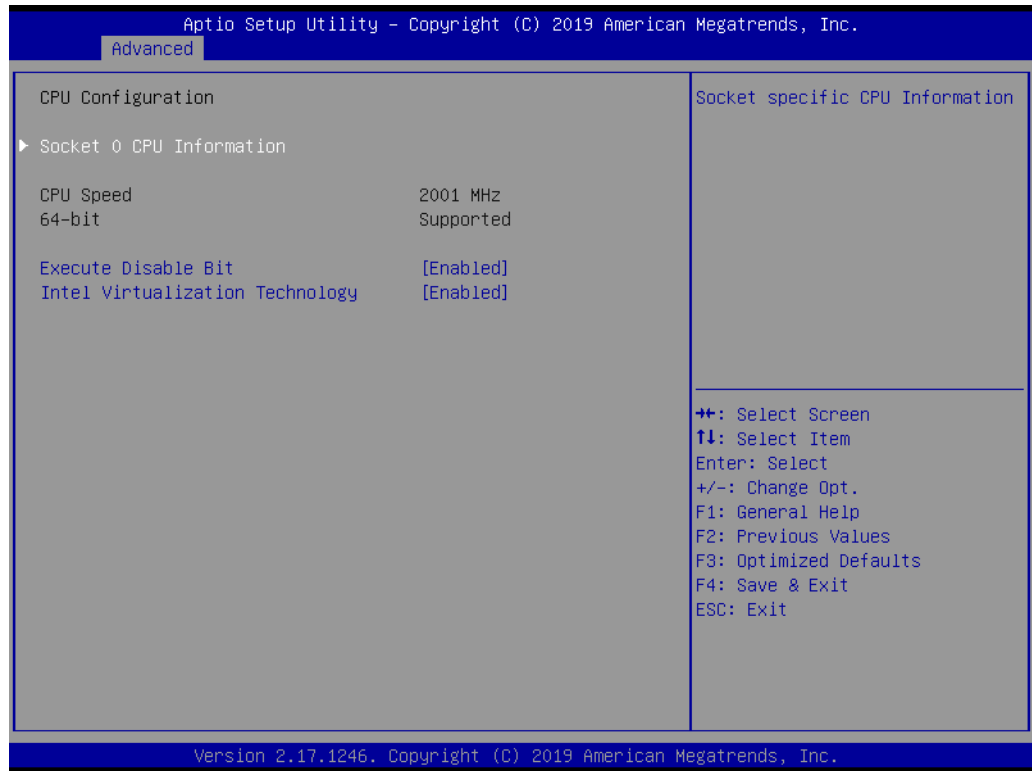 Aptio Setup Utility – Copyright (C) 2019 American Megatrends, Inc.
Advanced
CPU Configuration
Socket 0 CPU Information
CPU Speed 2001 MHz
64-bit Supported
Execute Disable Bit [Enabled]
Intel Virtualization Technology [Enabled]
Socket specific CPU Information
→←: Select Screen
↑↓: Select Item
Enter: Select
+/-: Change Opt.
F1: General Help
F2: Previous Values
F3: Optimized Defaults
F4: Save & Exit
ESC: Exit
Version 2.17.1246. Copyright (C) 2019 American Megatrends, Inc.